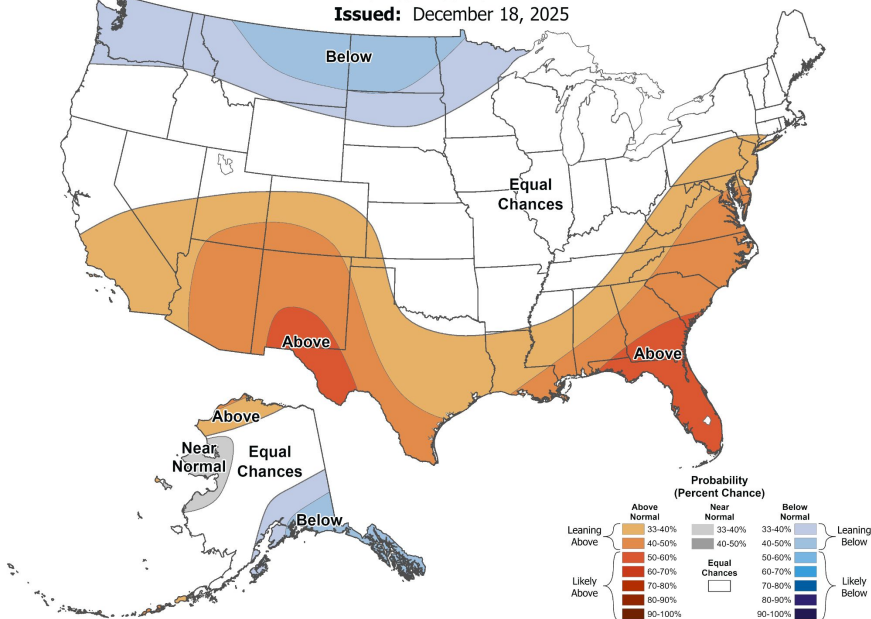 Issued: December 18, 2025
Below
Equal
Chances
Above
Above
Above
Near
Normal
Equal
Chances
Below
Probability
(Percent Chance)
Above
Normal
Near
Normal
Below
Normal
Leaning
Above
33-40%
40-50%
33-40%
40-50%
33-40%
40-50%
Leaning
Below
Likely
Above
50-60%
60-70%
70-80%
80-90%
90-100%
Equal
Chances
50-60%
60-70%
70-80%
80-90%
90-100%
Likely
Below